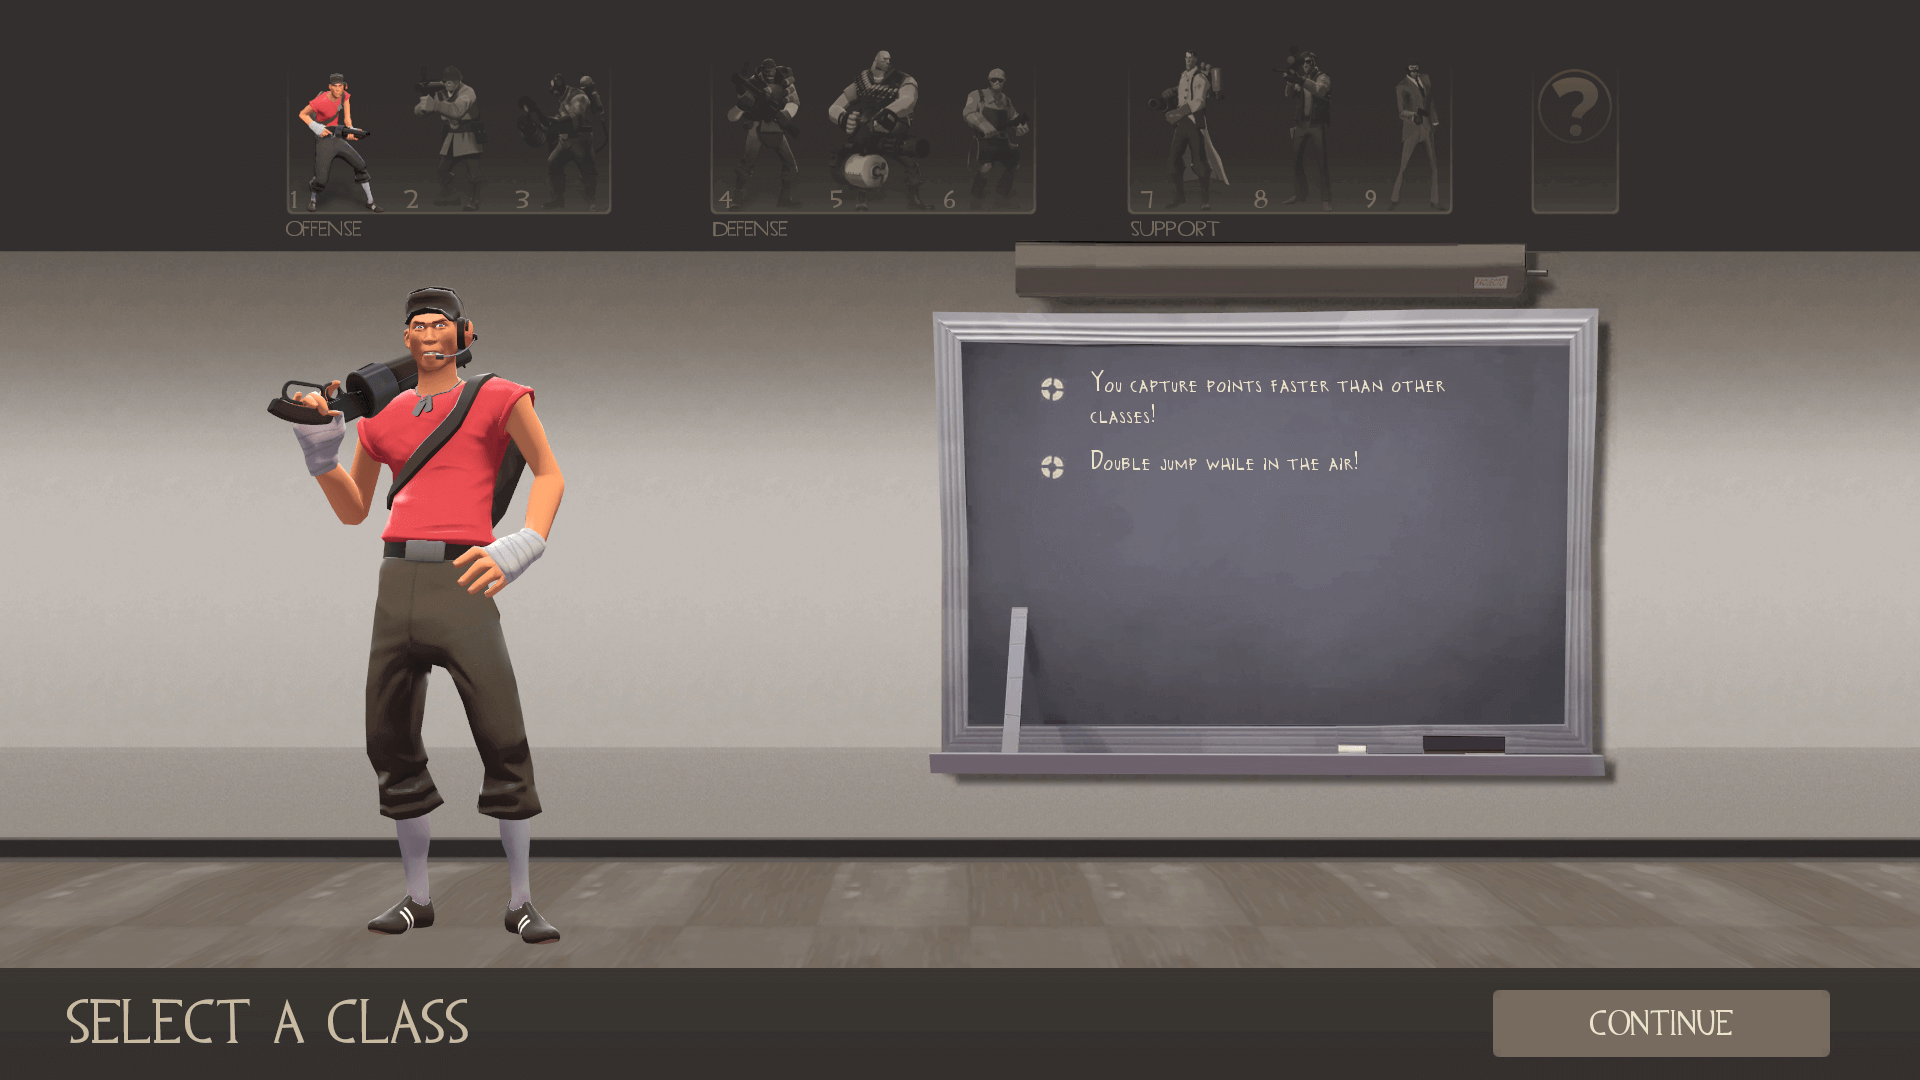 1 2 3
4 5 6
7 8 9
?
OFFENSE
DEFENSE
SUPPORT
You capture points faster than other
classes!
Double jump while in the air!
SELECT A CLASS
CONTINUE